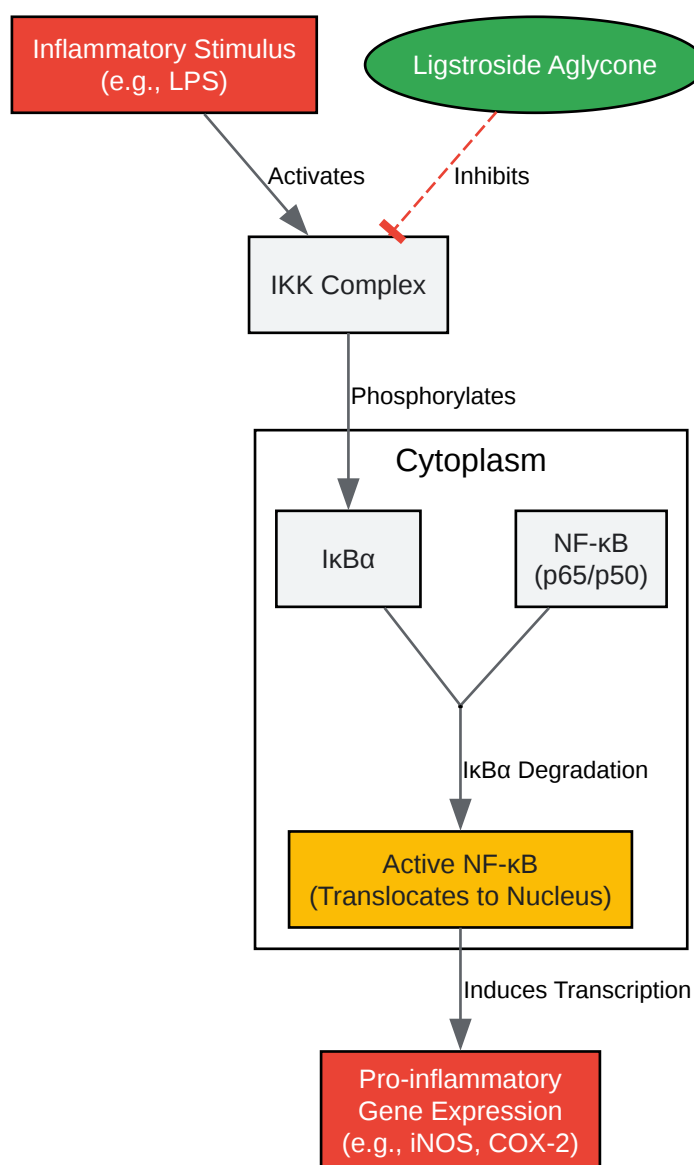 Inflammatory Stimulus
(e.g., LPS)
Ligstroside Aglycone
Activates
Inhibits
IKK Complex
Phosphorylates
Cytoplasm
IκBα
NF-κB
(p65/p50)
IκBα Degradation
Active NF-κB
(Translocates to Nucleus)
Induces Transcription
Pro-inflammatory
Gene Expression
(e.g., iNOS, COX-2)